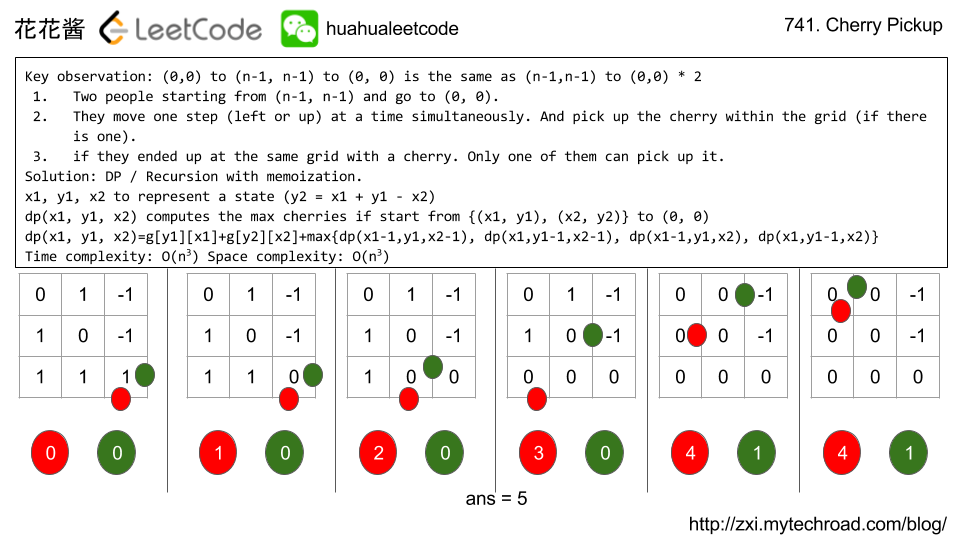 花花酱 LeetCode huahualeetcode 741. Cherry Pickup
Key observation: (0,0) to (n-1, n-1) to (0, 0) is the same as (n-1,n-1) to (0,0) * 2
1. Two people starting from (n-1, n-1) and go to (0, 0).
2. They move one step (left or up) at a time simultaneously. And pick up the cherry within the grid (if there
is one).
3. if they ended up at the same grid with a cherry. Only one of them can pick up it.
Solution: DP / Recursion with memoization.
x1, y1, x2 to represent a state (y2 = x1 + y1 - x2)
dp(x1, y1, x2) computes the max cherries if start from {(x1, y1), (x2, y2)} to (0, 0)
dp(x1, y1, x2)=g[y1][x1]+g[y2][x2]+max{dp(x1-1,y1,x2-1), dp(x1,y1-1,x2-1), dp(x1-1,y1,x2), dp(x1,y1-1,x2)}
Time complexity: O(n³) Space complexity: O(n³)
0 1 -1 0 1 -1 0 1 -1 0 1 -1 0 0 -1 0 0 -1
1 0 -1 1 0 -1 1 0 -1 1 0 -1 0 0 -1 0 0 -1
1 1 1 1 1 0 1 0 0 0 0 0 0 0 0 0 0 0
0 0 1 0 2 0 3 0 4 1 4 1
ans = 5
http://zxi.mytechroad.com/blog/